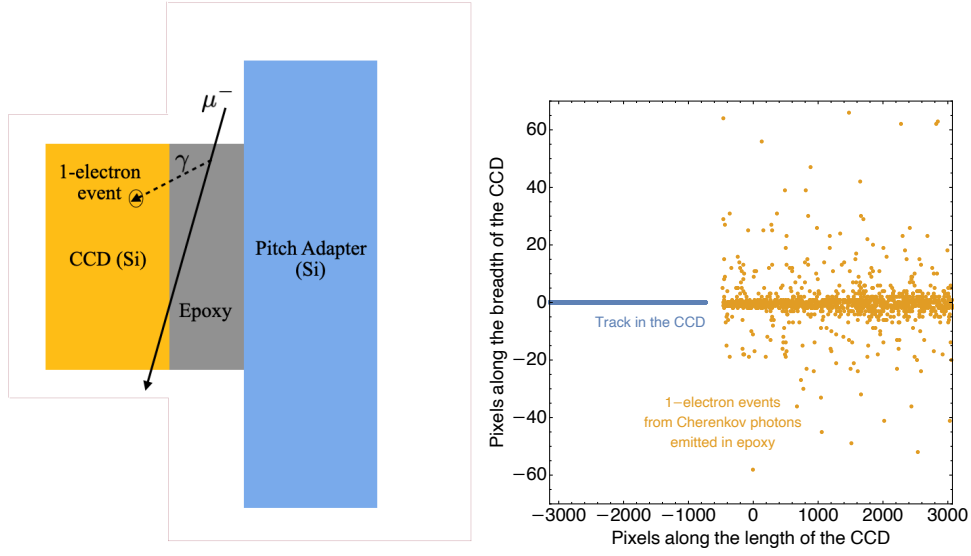 μ−
γ
1-electron
event
CCD (Si)
Pitch Adapter
(Si)
Epoxy
Pixels along the breadth of the CCD
60
40
20
0
−20
−40
−60
Track in the CCD
1−electron events
from Cherenkov photons
emitted in epoxy
−3000 −2000 −1000 0 1000 2000 3000
Pixels along the length of the CCD